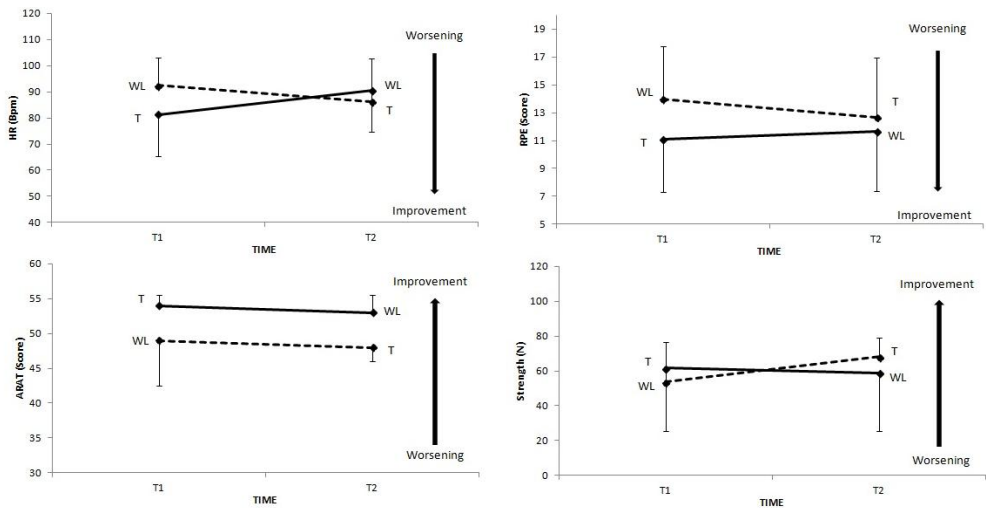 120
110
100
90
80
70
60
50
40
HR (Bpm)
WL
T
WL
T
Worsening
Improvement
T1
T2
TIME
19
17
15
13
11
9
7
5
RPE (Score)
WL
T
T
WL
Worsening
Improvement
T1
T2
TIME
60
55
50
45
40
35
30
ABAT (Score)
T
WL
WL
T
Improvement
Worsening
T1
T2
TIME
120
100
80
60
40
20
0
Strength (N)
T
WL
T
WL
Improvement
Worsening
T1
T2
TIME